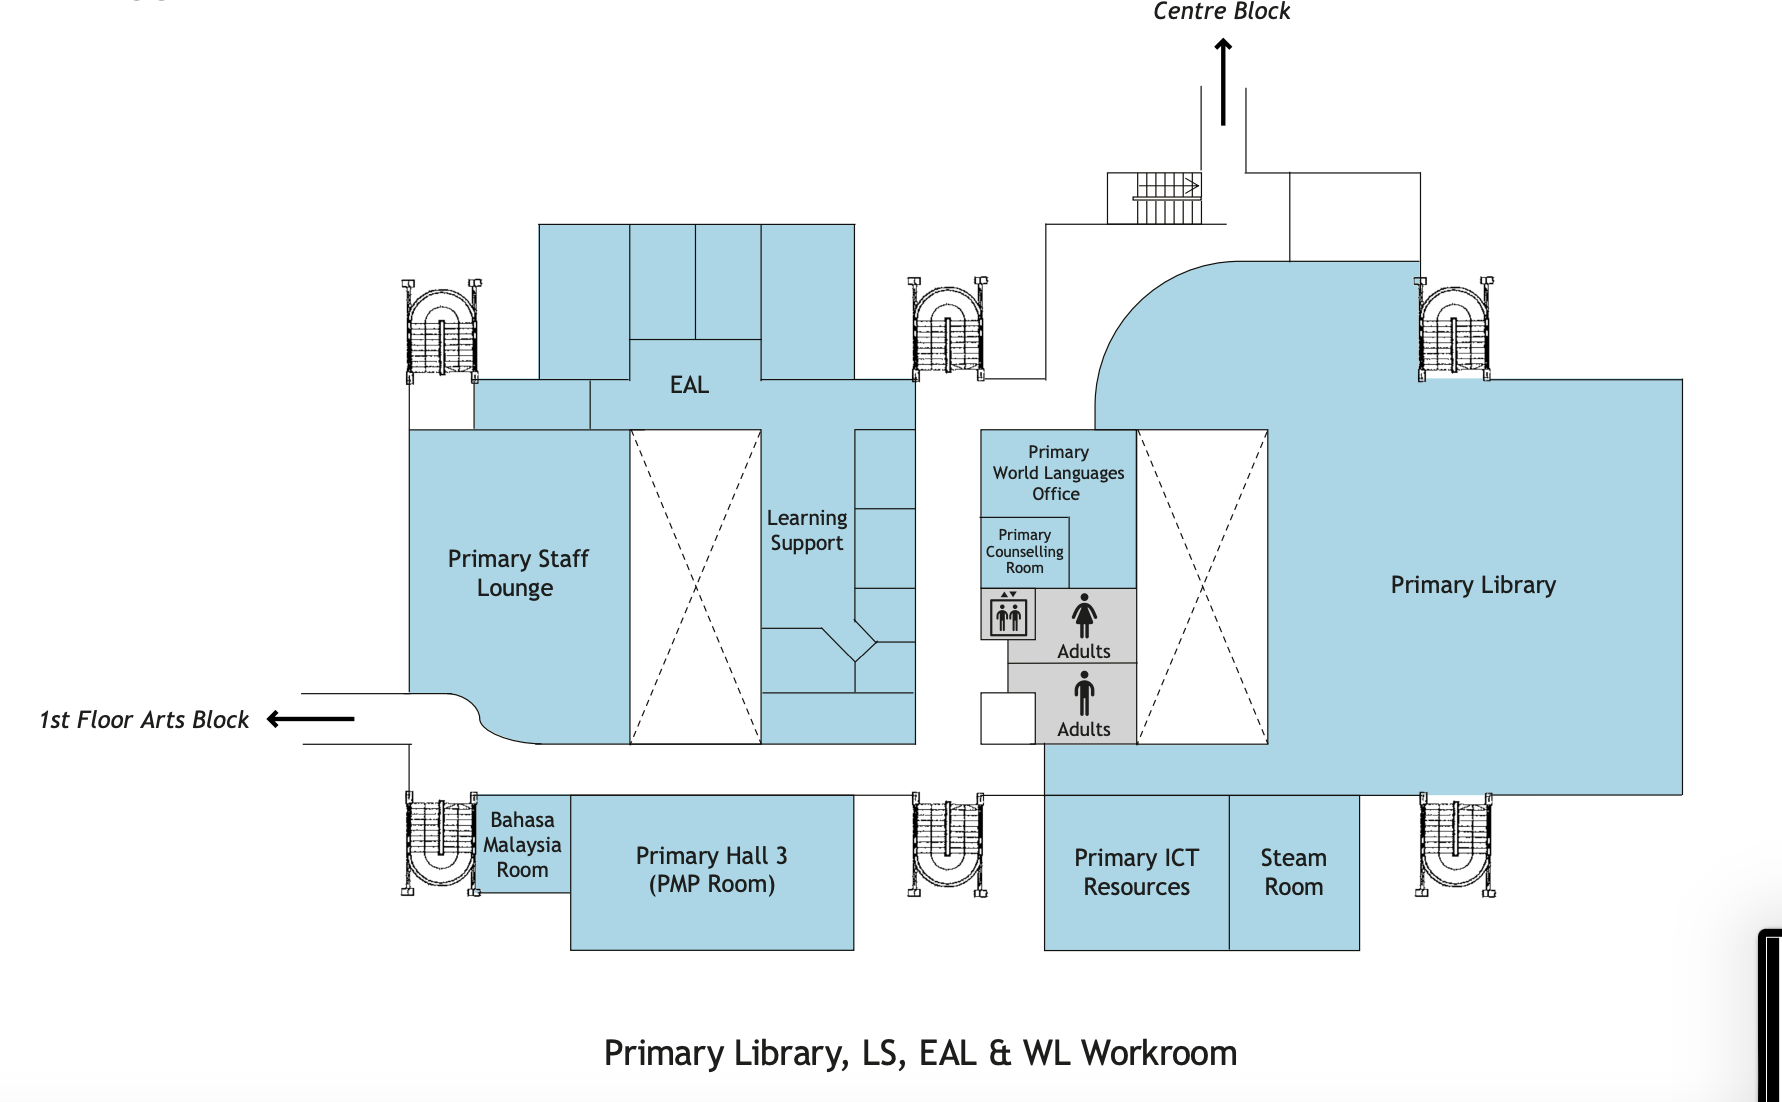 Centre Block
EAL
Primary
World Languages
Office
Learning
Support
Primary
Counselling
Room
Primary Staff
Lounge
Primary Library
Adults
1st Floor Arts Block
Adults
Bahasa
Malaysia
Room
Primary Hall 3
(PMP Room)
Primary ICT
Resources
Steam
Room
Primary Library, LS, EAL & WL Workroom